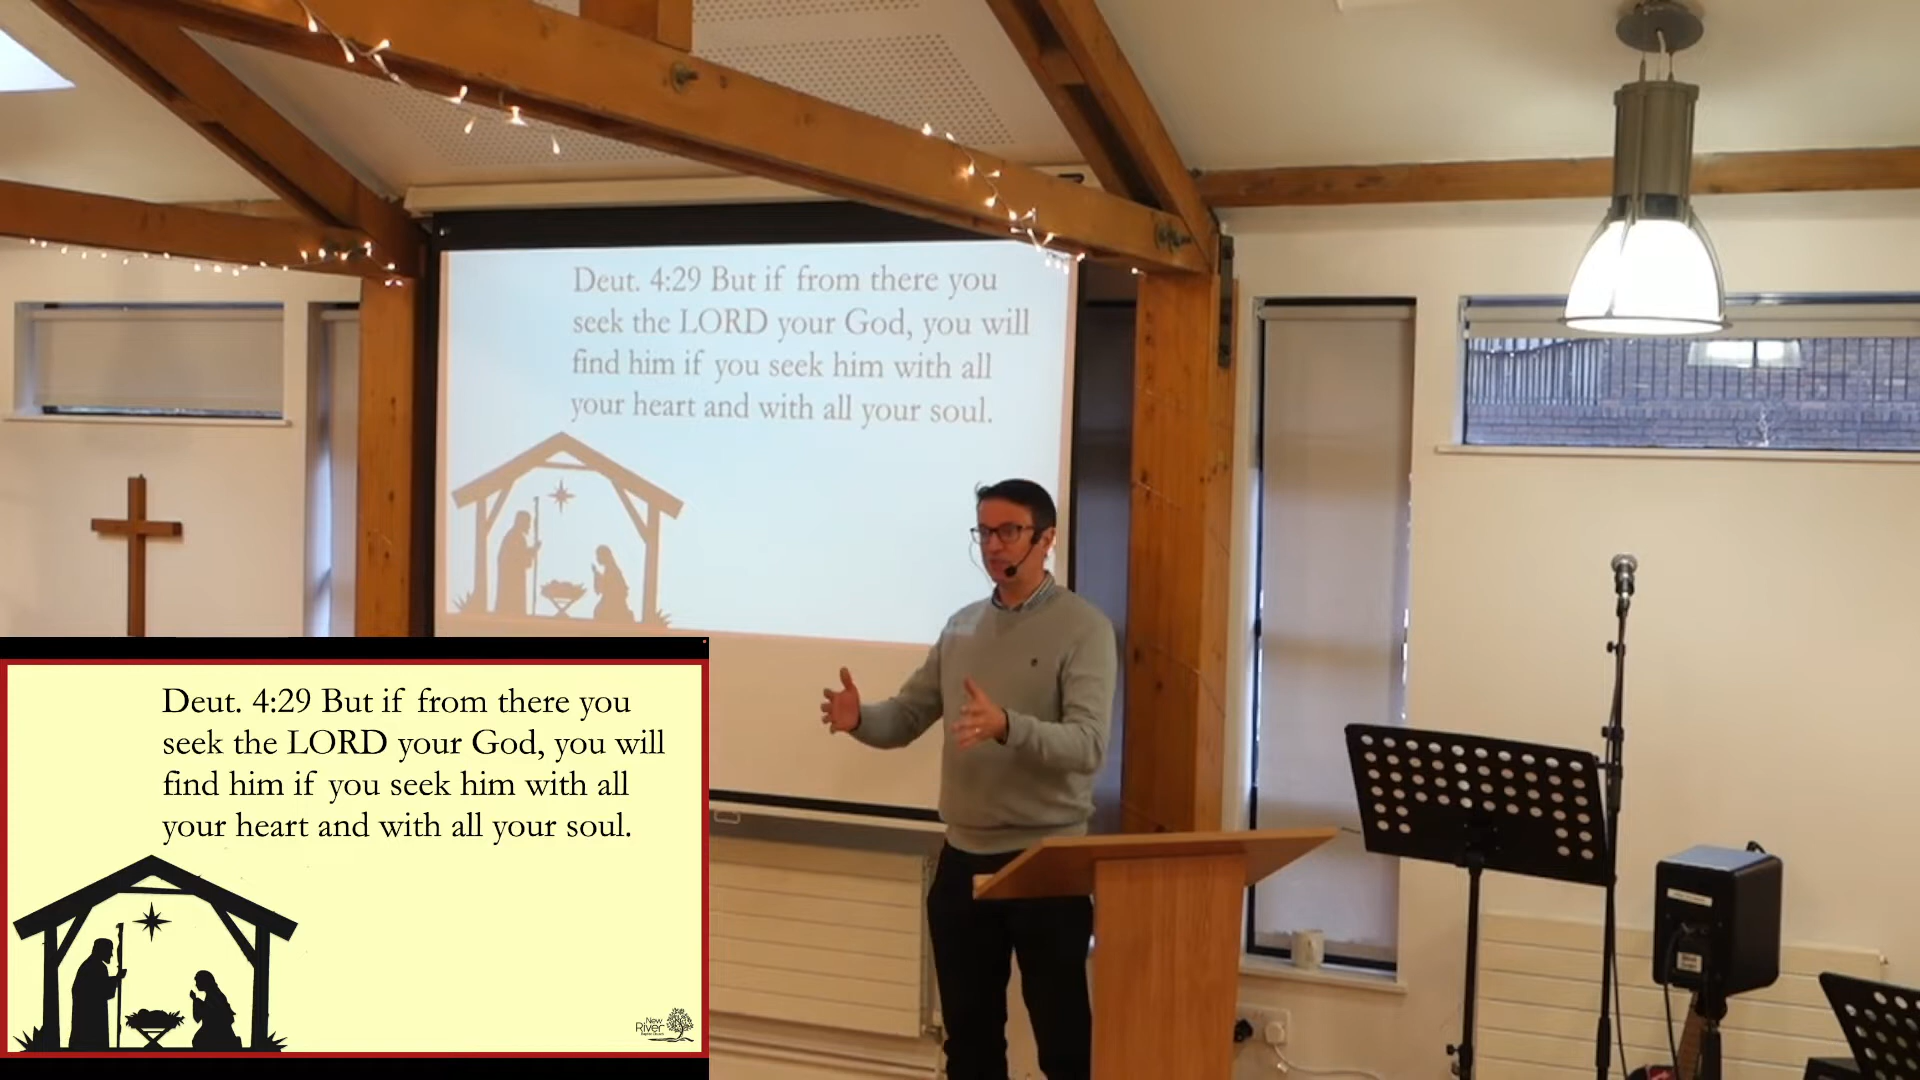 Deut. 4:29 But if from there you
seek the LORD your God, you will
find him if you seek him with all
your heart and with all your soul.
Deut. 4:29 But if from there you
seek the LORD your God, you will
find him if you seek him with all
your heart and with all your soul.
New
River